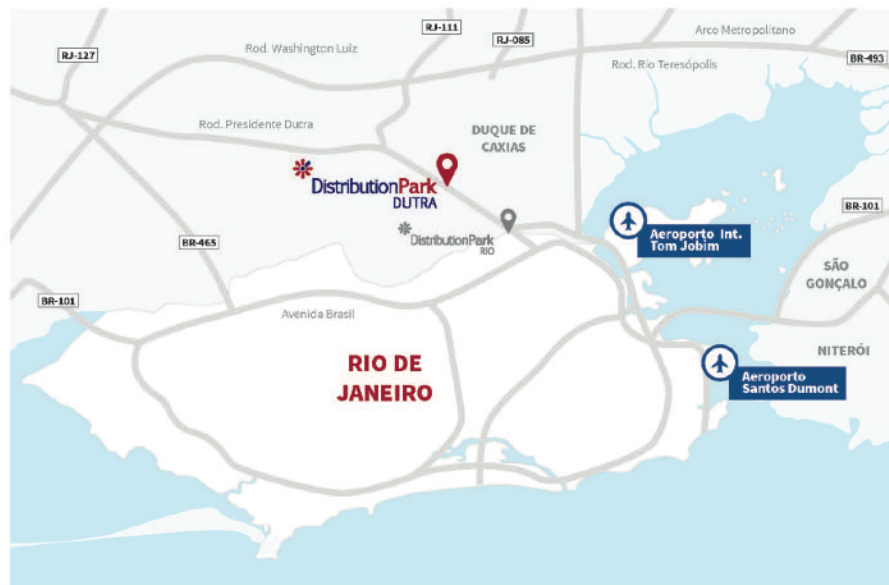 RJ-111
RJ-085
Arco Metropolitano
RJ-127
Rod. Washington Luiz
BR-493
Rod. Rio Teresópolis
Rod. Presidente Dutra
DUQUE DE
CAXIAS
DistributionPark
DUTRA
BR-101
Aeroporto Int.
Tom Jobim
DistributionPark
RIO
BR-465
SÃO
GONÇALO
BR-101
Avenida Brasil
NITERÓI
RIO DE
JANEIRO
Aeroporto
Santos Dumont